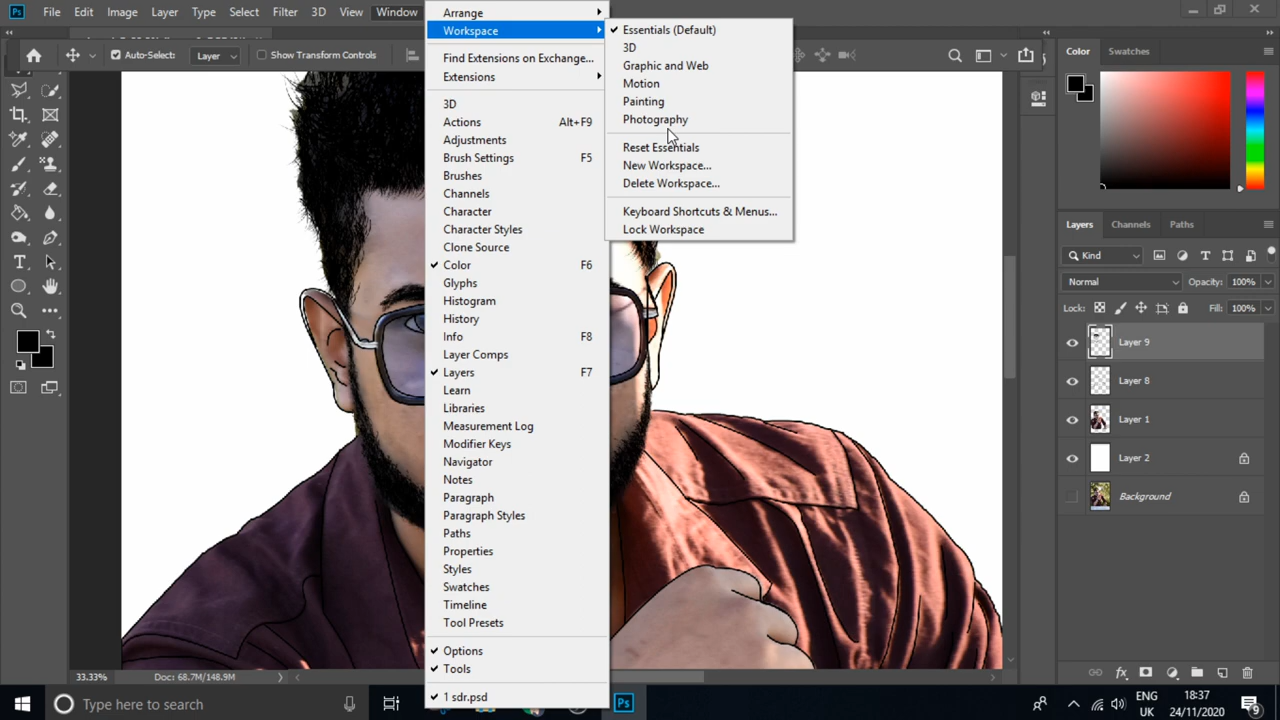 Ps File Edit Image Layer Type Select Filter 3D View Window
Auto-Select: Layer Show Transform Controls
Arrange
Workspace
Find Extensions on Exchange...
Extensions
3D
Actions Alt+F9
Adjustments
Brush Settings F5
Brushes
Channels
Character
Character Styles
Clone Source
Color F6
Glyphs
Histogram
History
Info F8
Layer Comps
Layers F7
Learn
Libraries
Measurement Log
Modifier Keys
Navigator
Notes
Paragraph
Paragraph Styles
Paths
Properties
Styles
Swatches
Timeline
Tool Presets
Options
Tools
1 sdr.psd
Essentials (Default)
3D
Graphic and Web
Motion
Painting
Photography
Reset Essentials
New Workspace...
Delete Workspace...
Keyboard Shortcuts & Menus...
Lock Workspace
Color Swatches
Layers Channels Paths
Kind
Normal Opacity: 100%
Lock: Fill: 100%
Layer 9
Layer 8
Layer 1
Layer 2
Background
33.33% Doc: 68.7M/148.9M
Type here to search
Ps
ENG
UK
18:37
24/11/2020
9